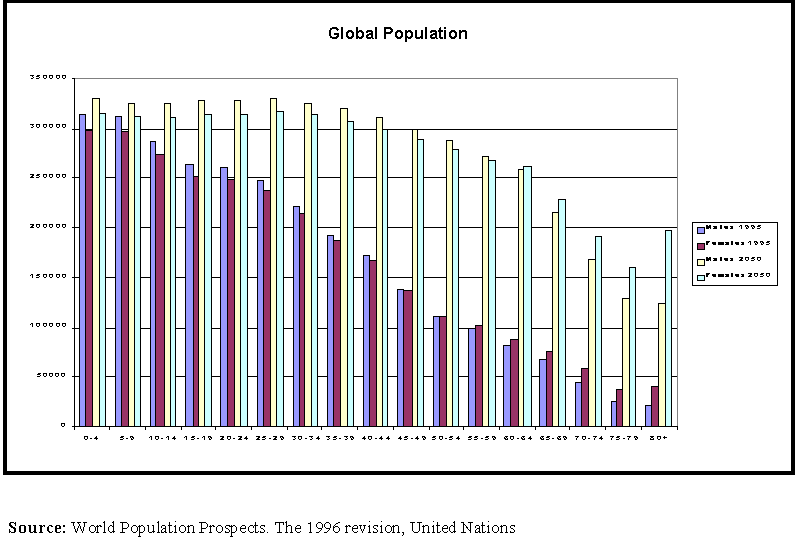 Global Population
350000
300000
250000
200000
150000
100000
50000
0
0-4 5-9 10-14 15-19 20-24 25-29 30-34 35-39 40-44 45-49 50-54 55-59 60-64 65-69 70-74 75-79 80+
Males 1995
Females 1995
Males 2050
Females 2050
Source: World Population Prospects. The 1996 revision, United Nations